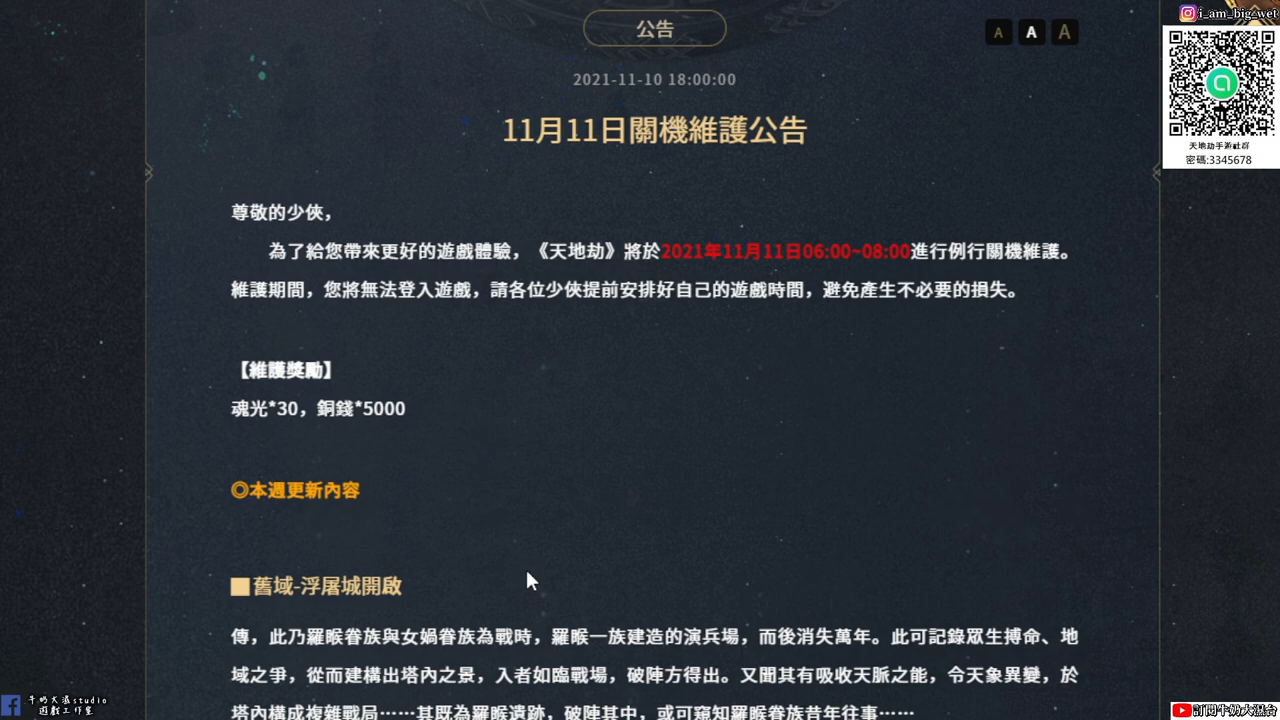 公告
A A A
i_am_big_wet
2021-11-10 18:00:00
11月11日關機維護公告
天地劫手遊社群
密碼:3345678
尊敬的少俠，
為了給您帶來更好的遊戲體驗，《天地劫》將於2021年11月11日06:00~08:00進行例行關機維護。
維護期間，您將無法登入遊戲，請各位少俠提前安排好自己的遊戲時間，避免產生不必要的損失。
【維護獎勵】
魂光*30，銅錢*5000
◎本週更新內容
■舊域-浮屠城開啟
傳，此乃羅睺眷族與女媧眷族為戰時，羅睺一族建造的演兵場，而後消失萬年。此可記錄眾生搏命、地
域之爭，從而建構出塔內之景，入者如臨戰場，破陣方得出。又聞其有吸收天脈之能，令天象異變，於
塔內構成複雜戰局……其既為羅睺遺跡，破陣其中，或可窺知羅睺眷族昔年往事……
牛奶大濕studio
遊戲工作室
訂閱牛奶大濕翁